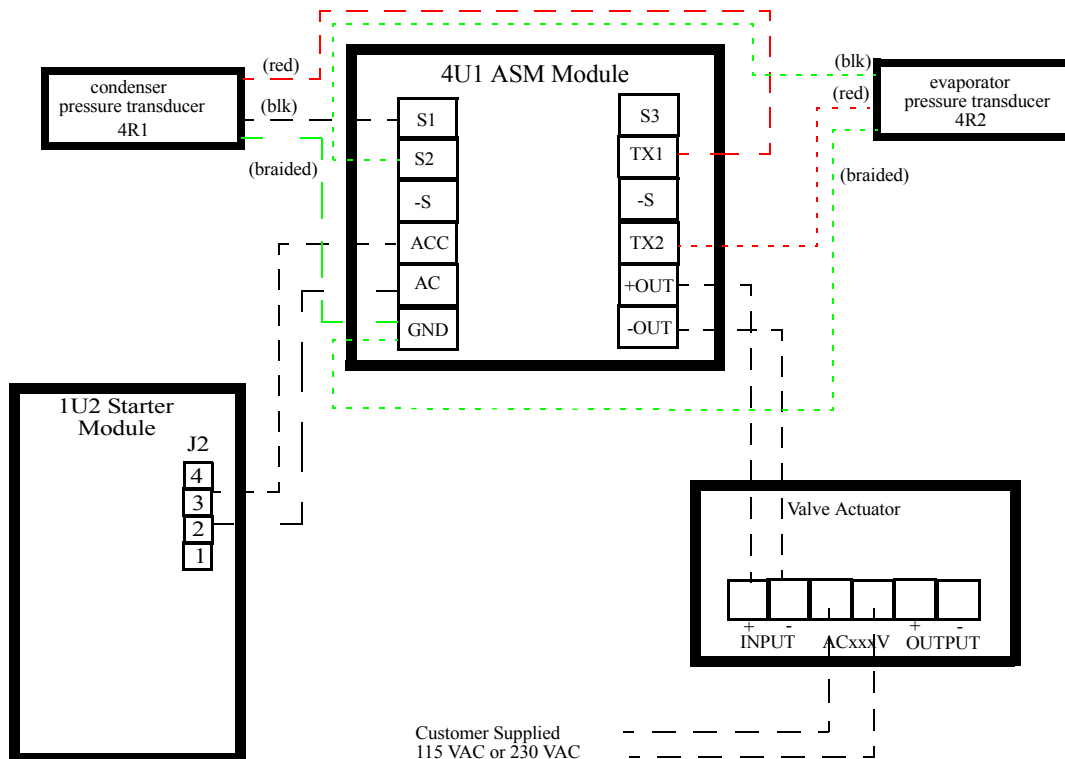 (red)
condenser
pressure transducer
4R1
(blk)
(braided)
4U1 ASM Module
S1
S2
-S
ACC
AC
GND
S3
TX1
-S
TX2
+OUT
-OUT
(blk)
(red)
evaporator
pressure transducer
4R2
(braided)
1U2 Starter
Module
J2
4
3
2
1
Valve Actuator
+ - + -
INPUT ACxxxV OUTPUT
Customer Supplied
115 VAC or 230 VAC